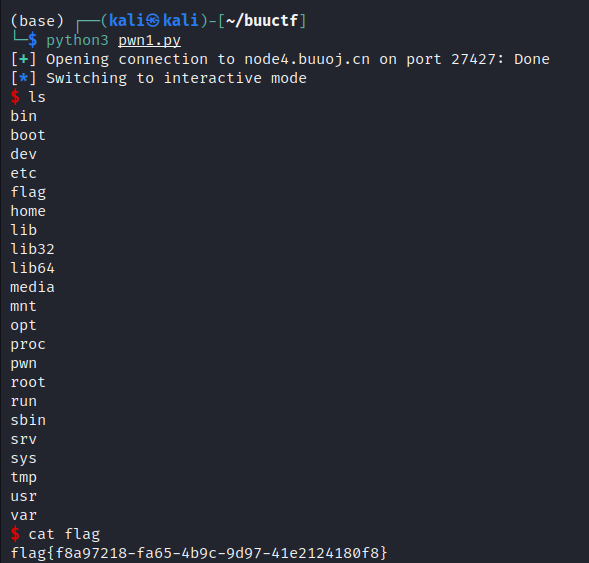 (base) ┌──(kali㉿kali)-[~/buuctf]
└─$ python3 pwn1.py
[+] Opening connection to node4.buuoj.cn on port 27427: Done
[*] Switching to interactive mode
$ ls
bin
boot
dev
etc
flag
home
lib
lib32
lib64
media
mnt
opt
proc
pwn
root
run
sbin
srv
sys
tmp
usr
var
$ cat flag
flag{f8a97218-fa65-4b9c-9d97-41e2124180f8}